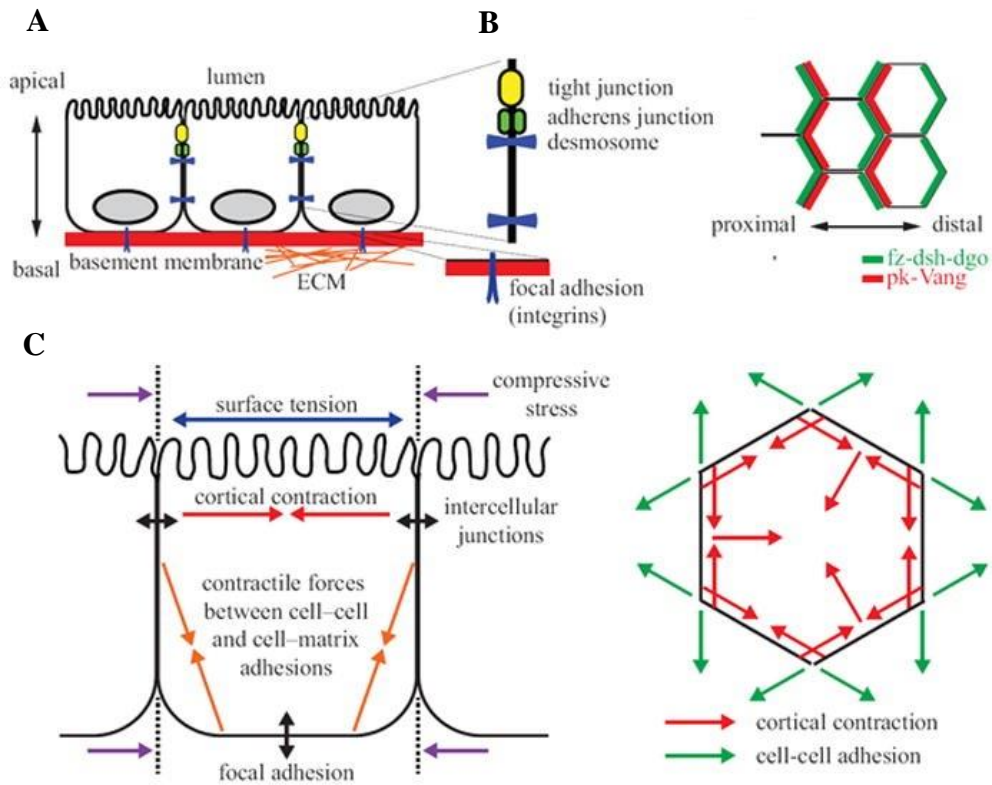 A
B
apical
lumen
tight junction
adherens junction
desmosome
proximal
distal
basal
basement membrane
ECM
focal adhesion
(integrins)
fz-dsh-dgo
pk-Vang
C
surface tension
compressive
stress
cortical contraction
intercellular
junctions
contractile forces
between cell–cell
and cell–matrix
adhesions
focal adhesion
cortical contraction
cell-cell adhesion